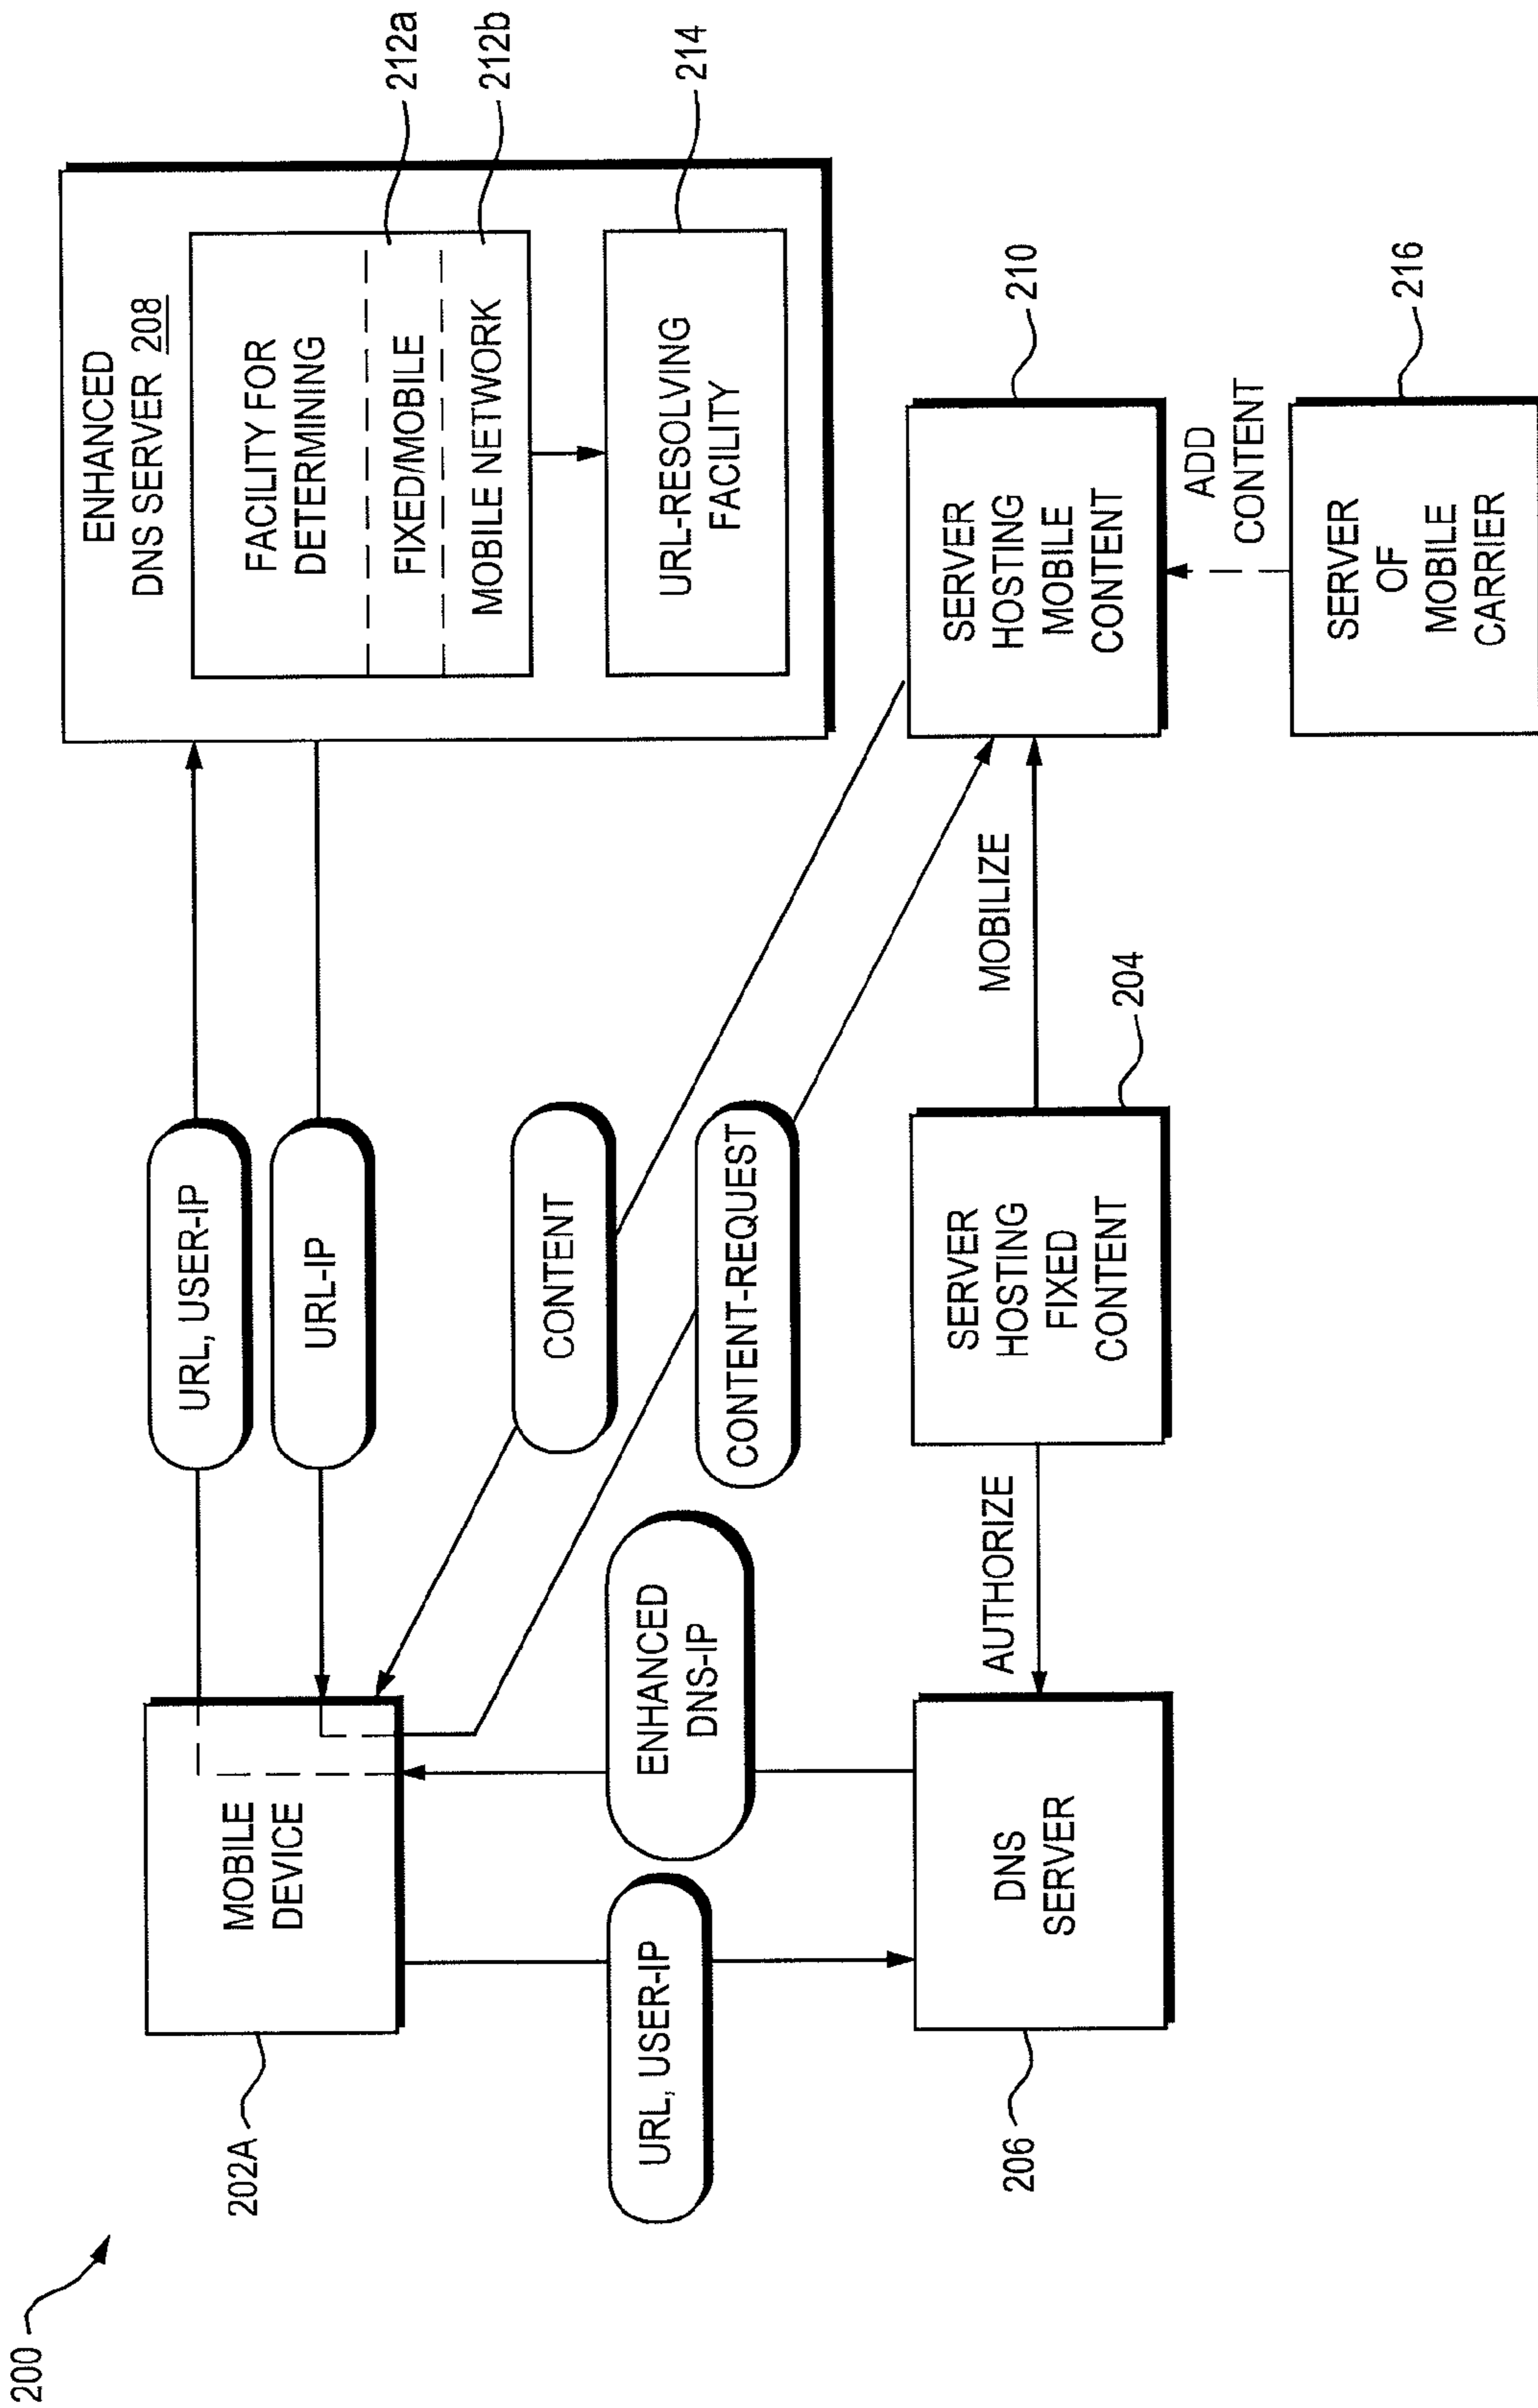 200
202A
MOBILE
DEVICE
URL, USER-IP
URL-IP
ENHANCED
DNS SERVER 208
FACILITY FOR
DETERMINING
FIXED/MOBILE
MOBILE NETWORK
212a
212b
URL-RESOLVING
FACILITY
214
CONTENT
CONTENT-REQUEST
URL, USER-IP
ENHANCED
DNS-IP
206
DNS
SERVER
AUTHORIZE
SERVER
HOSTING
FIXED
CONTENT
204
MOBILIZE
SERVER
HOSTING
MOBILE
CONTENT
210
ADD
CONTENT
SERVER
OF
MOBILE
CARRIER
216